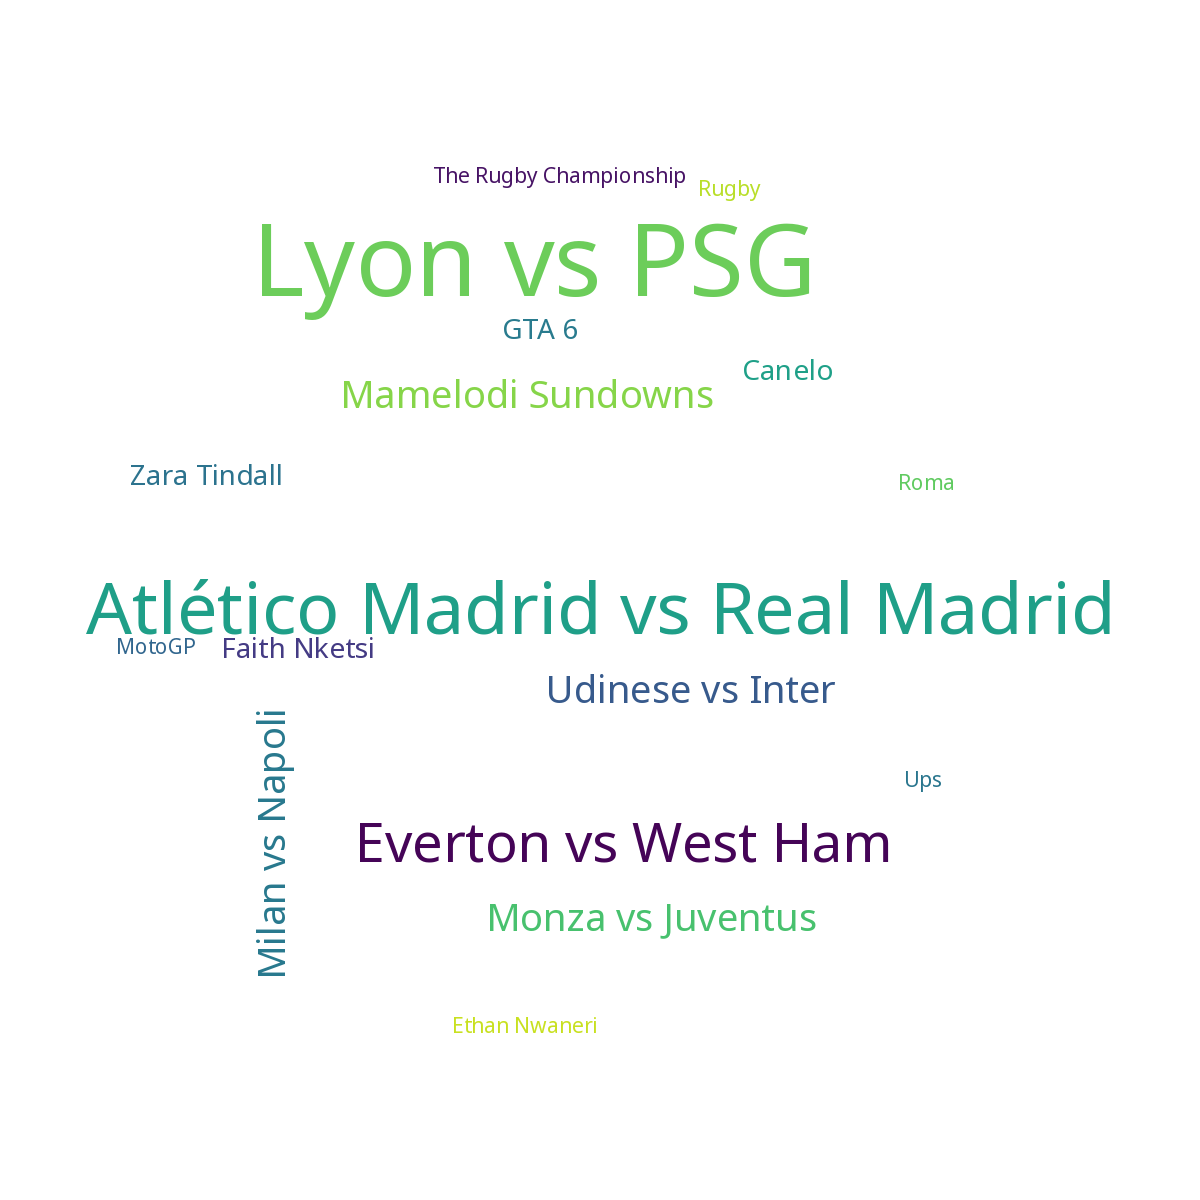 The Rugby Championship
Rugby
Lyon vs PSG
GTA 6
Canelo
Mamelodi Sundowns
Zara Tindall
Roma
Atlético Madrid vs Real Madrid
MotoGP
Faith Nketsi
Udinese vs Inter
Milan vs Napoli
Ups
Everton vs West Ham
Monza vs Juventus
Ethan Nwaneri